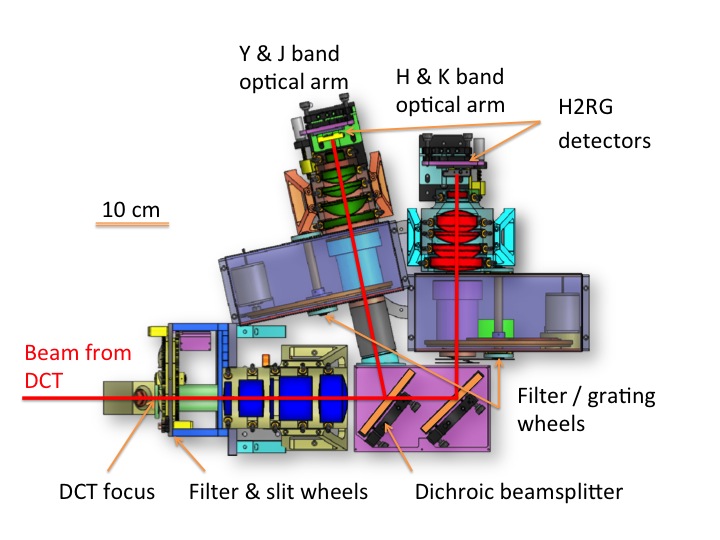 Y & J band
optical arm
H & K band
optical arm
H2RG
detectors
10 cm
Beam from
DCT
Filter / grating
wheels
DCT focus
Filter & slit wheels
Dichroic beamsplitter